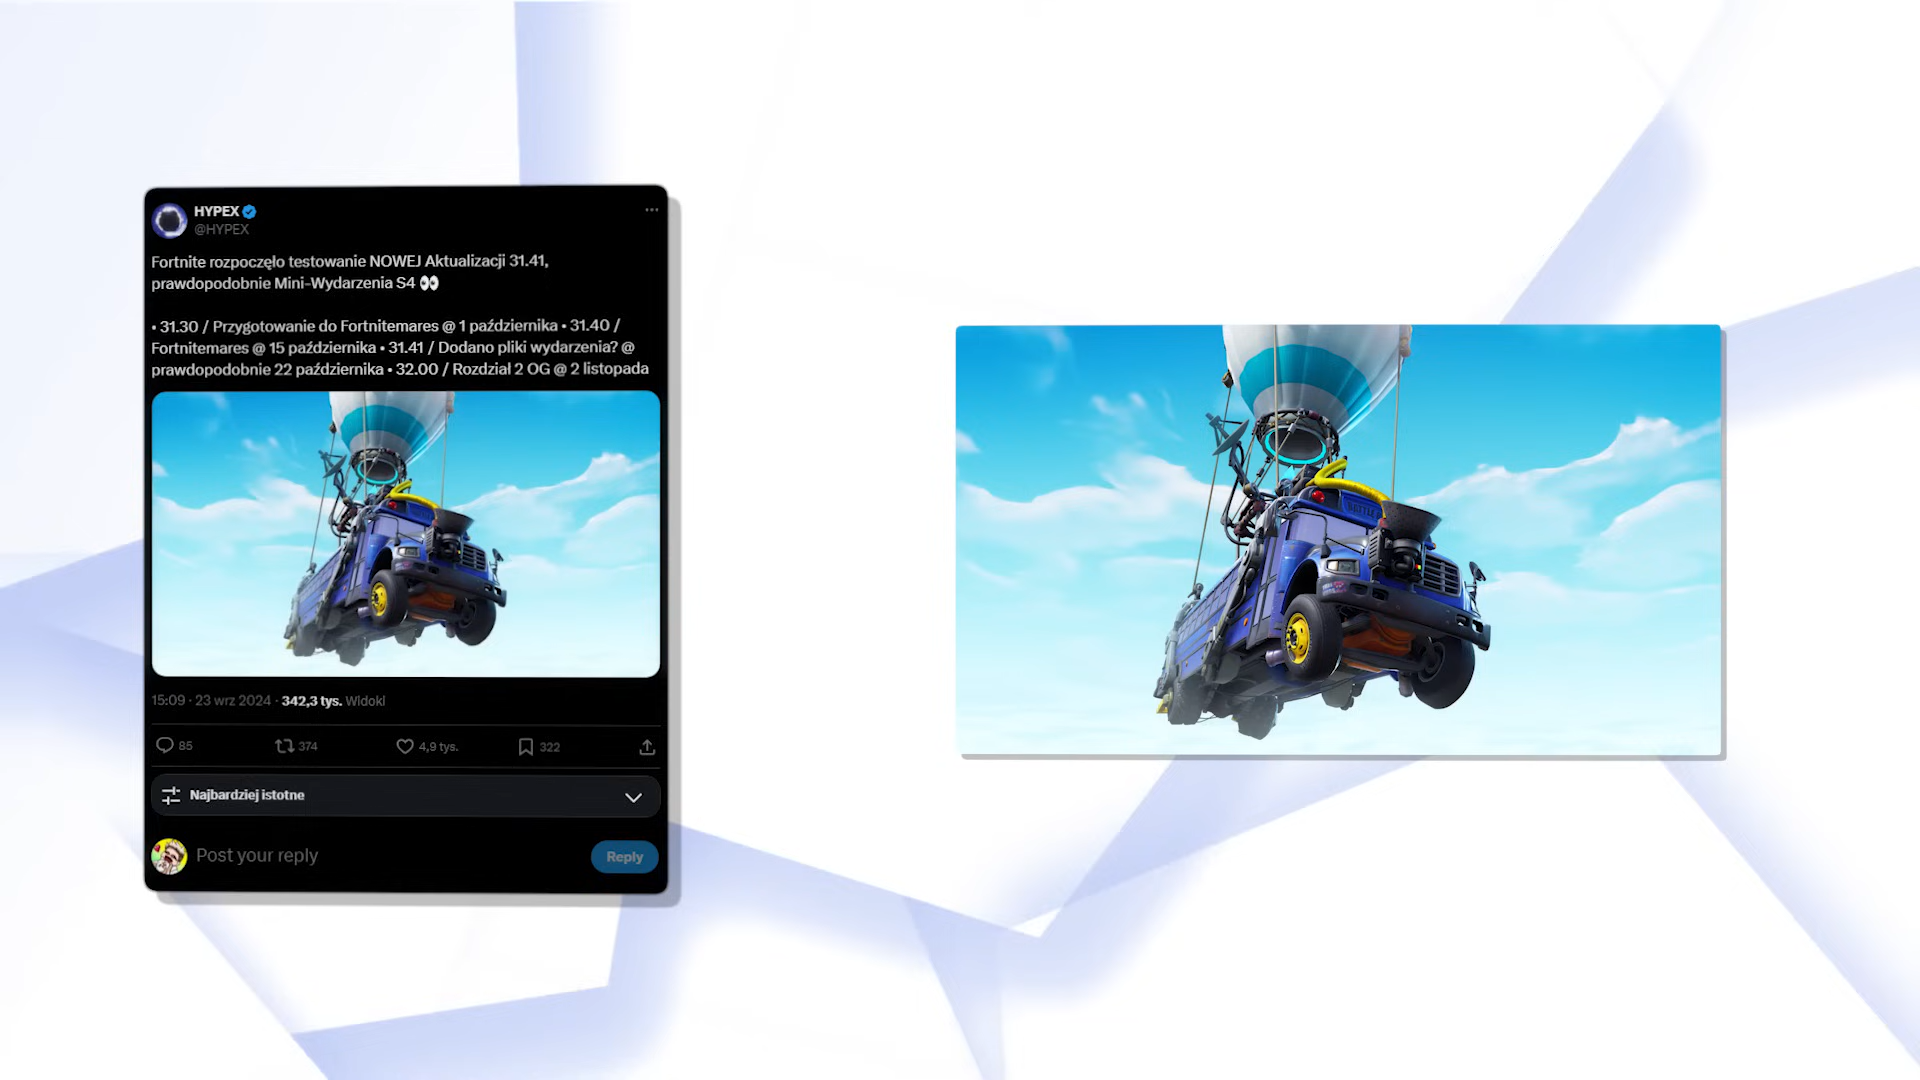 HYPEX
@HYPEX
Fortnite rozpoczęło testowanie NOWEJ Aktualizacji 31.41,
prawdopodobnie Mini-Wydarzenia S4 👀
• 31.30 / Przygotowanie do Fortnitemares @ 1 października • 31.40 /
Fortnitemares @ 15 października • 31.41 / Dodano pliki wydarzenia? @
prawdopodobnie 22 października • 32.00 / Rozdział 2 OG @ 2 listopada
15:09 · 23 wrz 2024 · 342,3 tys. Widoki
85 374 4,9 tys. 322
Najbardziej istotne
Post your reply
Reply